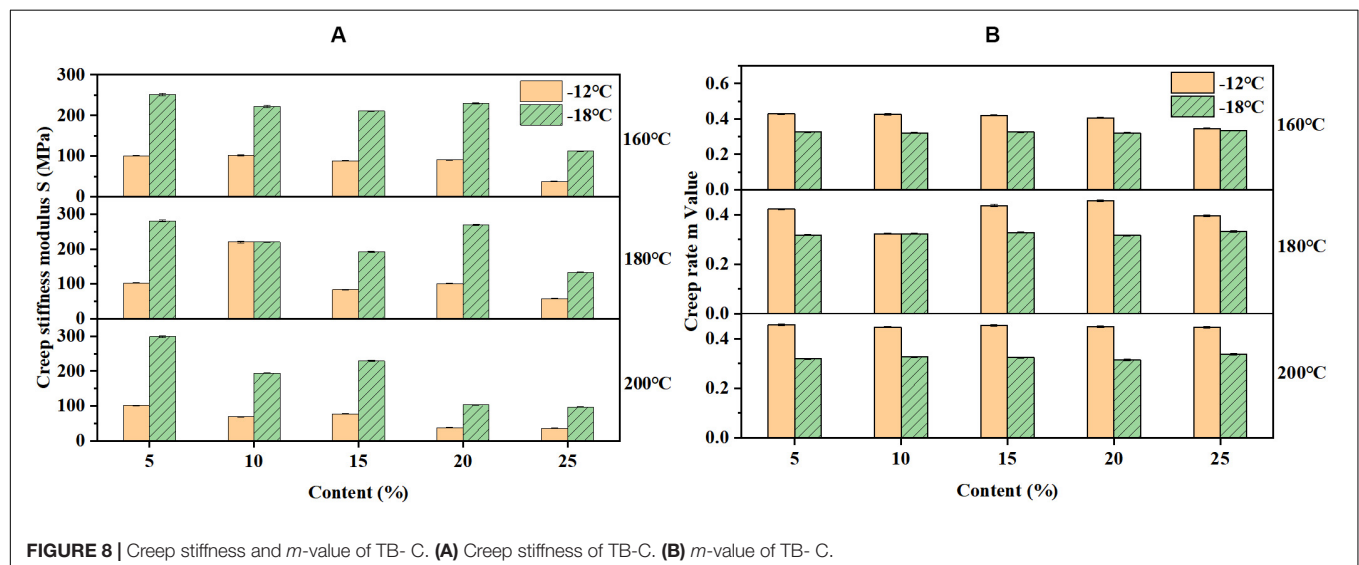 A
B
Creep stiffness modulus S (MPa)
300
200
100
0
-12°C
-18°C
160°C
300
200
100
0
180°C
300
200
100
0
200°C
5 10 15 20 25
Content (%)
Creep rate m Value
0.6
0.4
0.2
0.0
-12°C
-18°C
160°C
0.4
0.2
0.0
180°C
0.4
0.2
0.0
200°C
5 10 15 20 25
Content (%)
FIGURE 8 | Creep stiffness and m-value of TB- C. (A) Creep stiffness of TB-C. (B) m-value of TB- C.